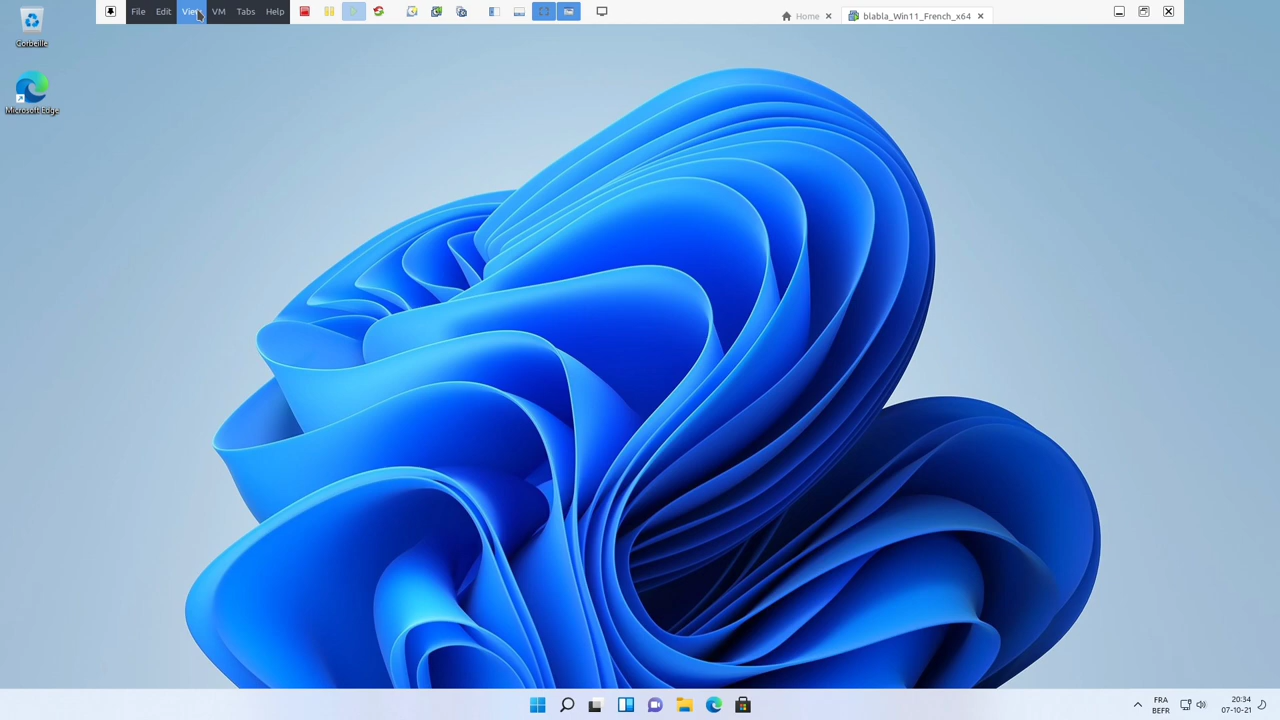 File Edit View VM Tabs Help
Home
blabla_Win11_French_x64
Corbeille
Microsoft Edge
FRA
BEFR
20:34
07-10-21